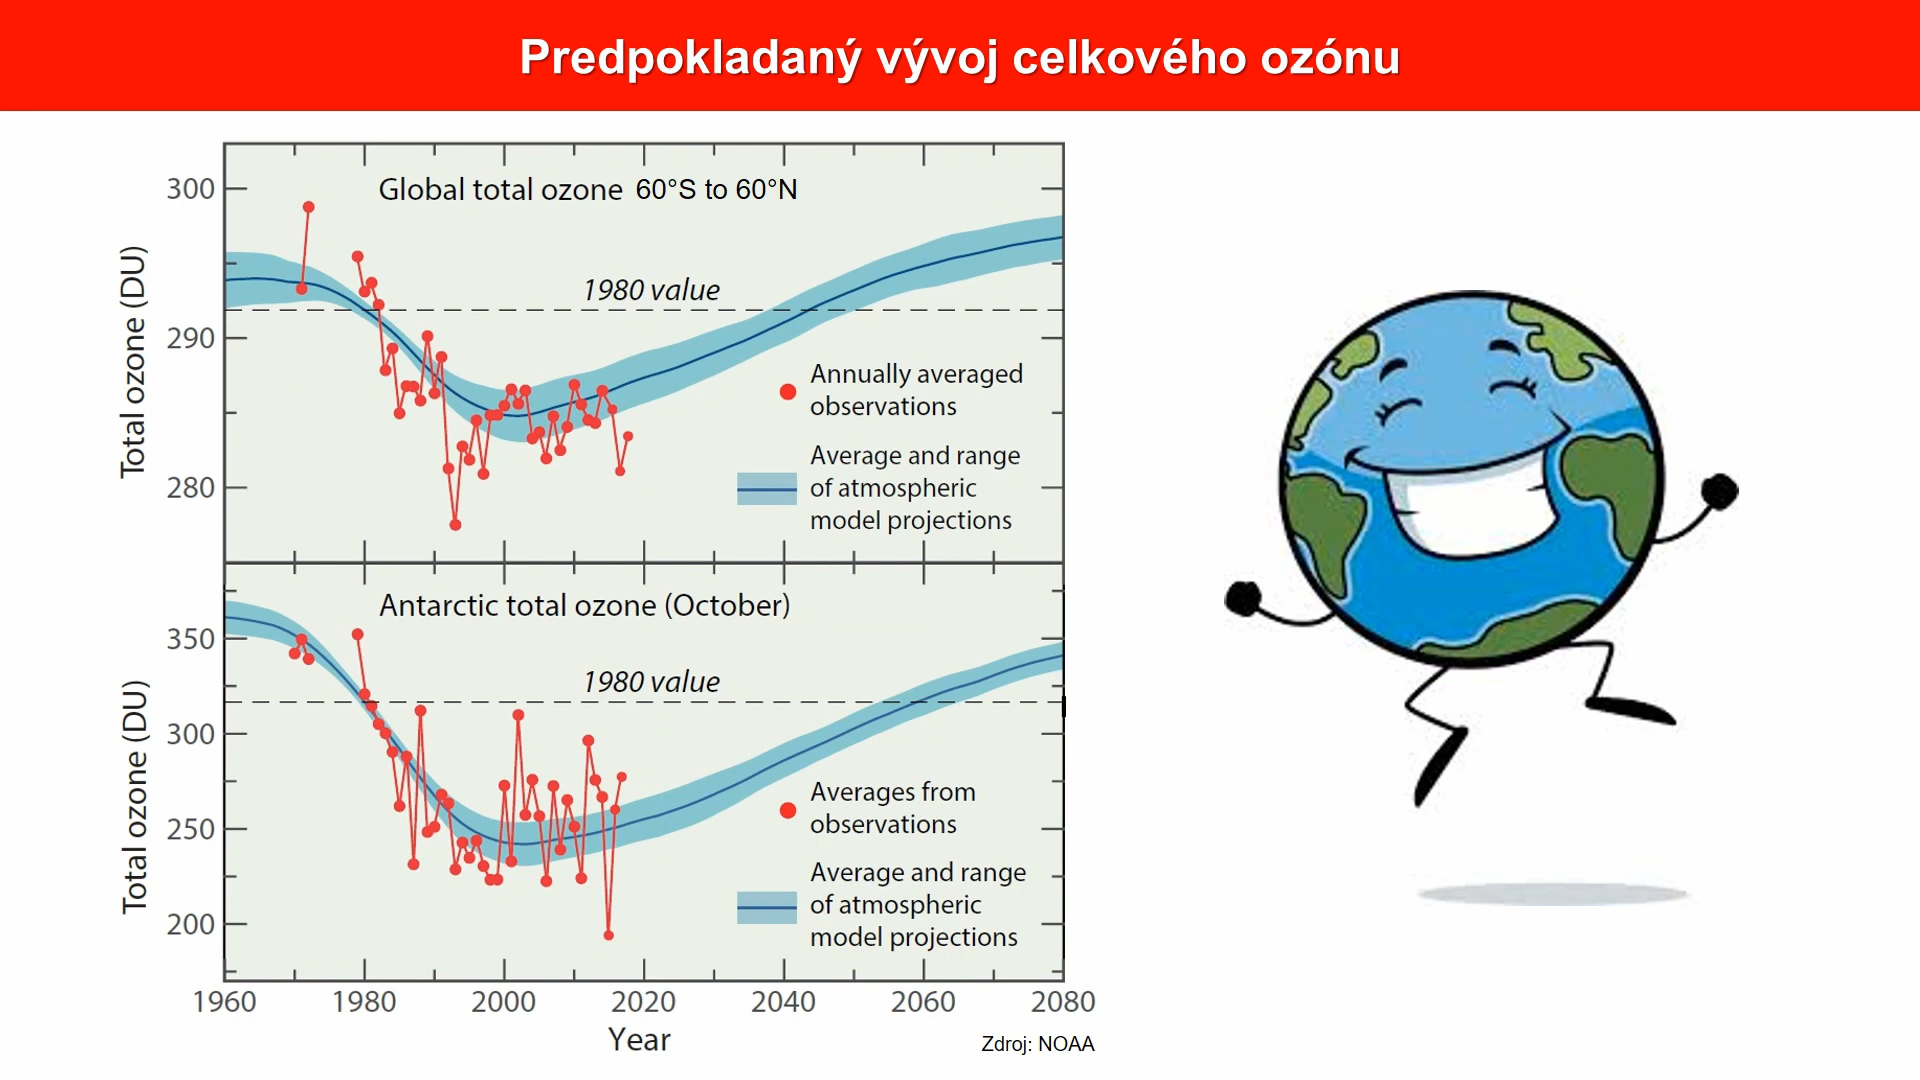 Predpokladaný vývoj celkového ozónu
Global total ozone 60°S to 60°N
300
290
280
Total ozone (DU)
1980 value
Annually averaged
observations
Average and range
of atmospheric
model projections
Antarctic total ozone (October)
350
300
250
200
Total ozone (DU)
1980 value
Averages from
observations
Average and range
of atmospheric
model projections
1960 1980 2000 2020 2040 2060 2080
Year
Zdroj: NOAA